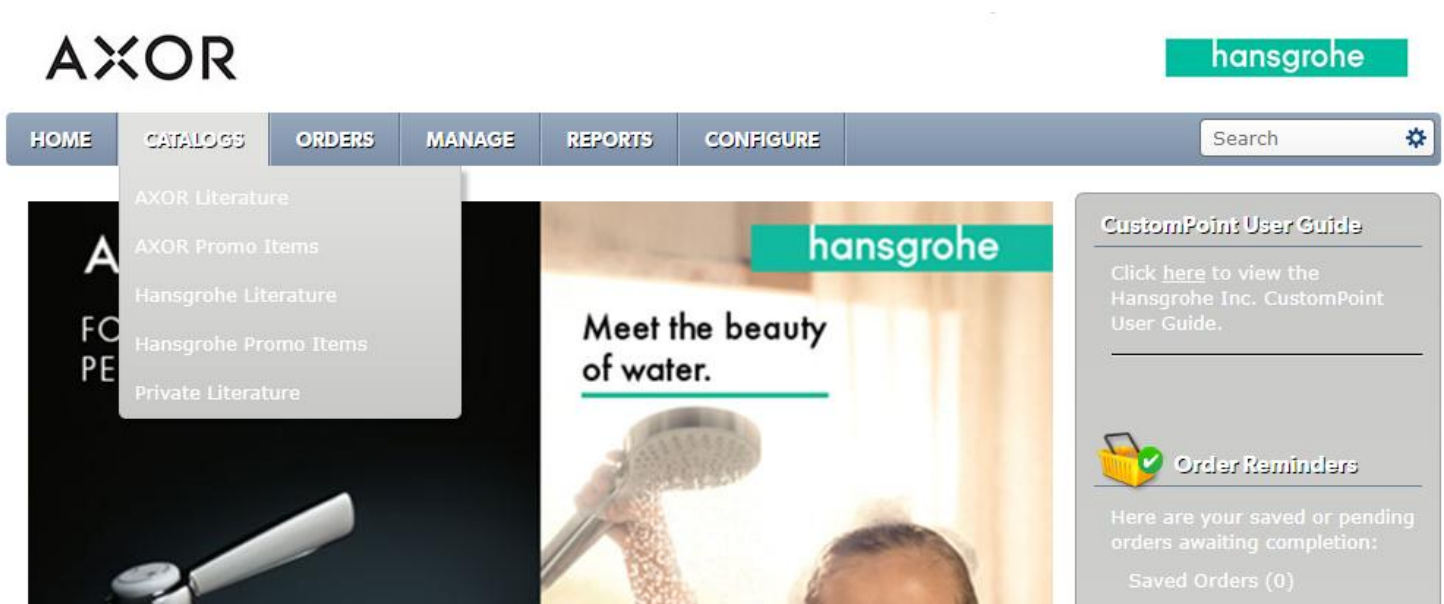 AXOR
hansgrohe
HOME CATALOGS ORDERS MANAGE REPORTS CONFIGURE Search
AXOR Literature
AXOR Promo Items
Hansgrohe Literature
Hansgrohe Promo Items
Private Literature
A
FO
PE
hansgrohe
Meet the beauty
of water.
CustomPoint User Guide
Click here to view the
Hansgrohe Inc. CustomPoint
User Guide.
Order Reminders
Here are your saved or pending
orders awaiting completion:
Saved Orders (0)